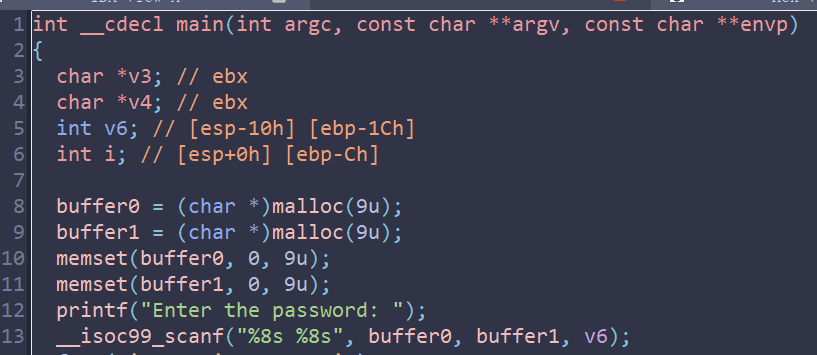 1 int __cdecl main(int argc, const char **argv, const char **envp)
2 {
3 char *v3; // ebx
4 char *v4; // ebx
5 int v6; // [esp-10h] [ebp-1Ch]
6 int i; // [esp+0h] [ebp-Ch]
7
8 buffer0 = (char *)malloc(9u);
9 buffer1 = (char *)malloc(9u);
10 memset(buffer0, 0, 9u);
11 memset(buffer1, 0, 9u);
12 printf("Enter the password: ");
13 __isoc99_scanf("%8s %8s", buffer0, buffer1, v6);